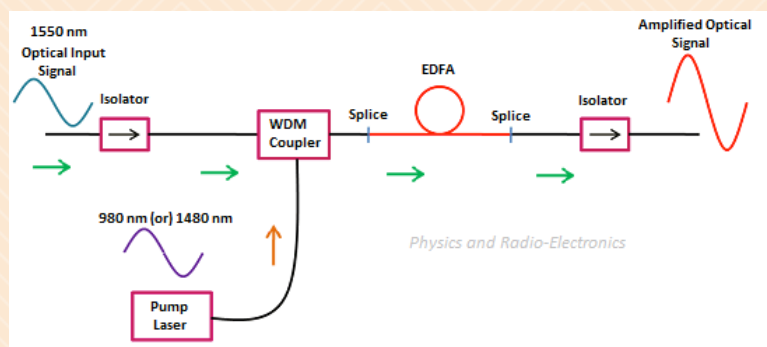 1550 nm
Optical Input
Signal
Isolator
WDM
Coupler
Splice
EDFA
Splice
Isolator
Amplified Optical
Signal
980 nm (or) 1480 nm
Pump
Laser
Physics and Radio-Electronics